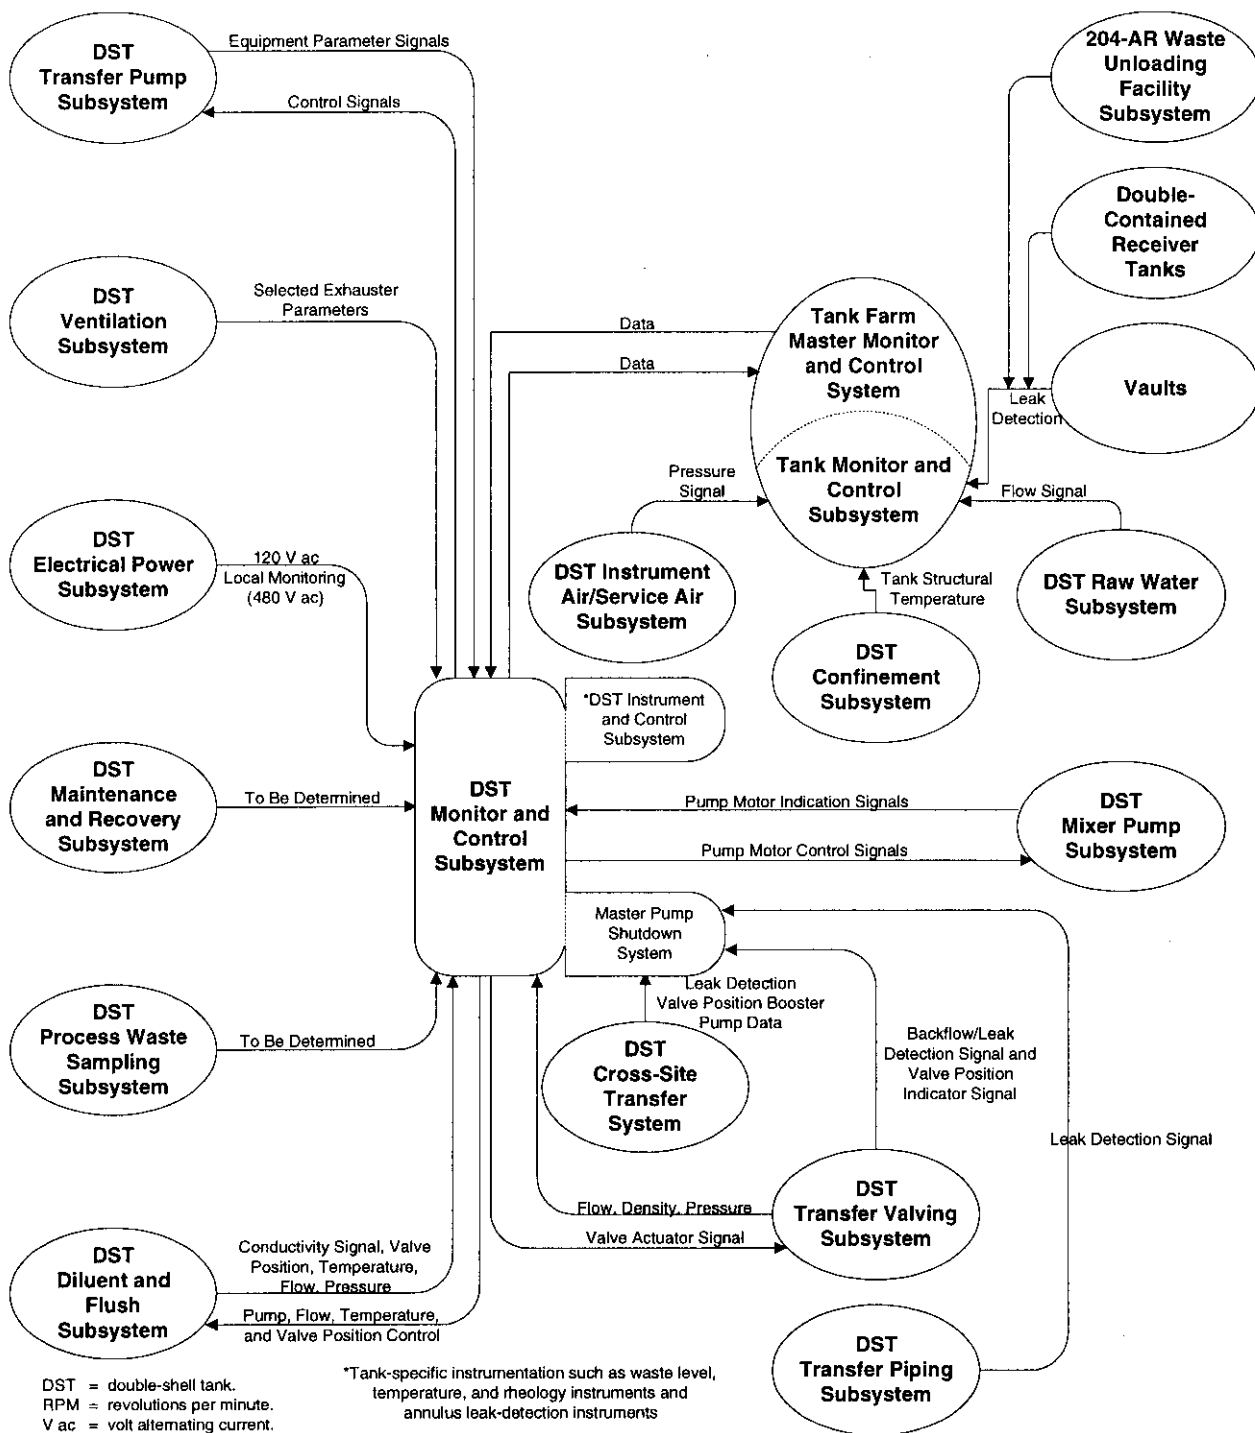 DST
Transfer Pump
Subsystem
Equipment Parameter Signals
Control Signals
204-AR Waste
Unloading
Facility
Subsystem
Double-
Contained
Receiver
Tanks
DST
Ventilation
Subsystem
Selected Exhauster
Parameters
Data
Data
Tank Farm
Master Monitor
and Control
System
Tank Monitor and
Control
Subsystem
Leak
Detection
Vaults
Pressure
Signal
Flow Signal
DST
Electrical Power
Subsystem
120 V ac
Local Monitoring
(480 V ac)
DST Instrument
Air/Service Air
Subsystem
Tank Structural
Temperature
DST Raw Water
Subsystem
DST
Confinement
Subsystem
*DST Instrument
and Control
Subsystem
DST
Maintenance
and Recovery
Subsystem
To Be Determined
DST
Monitor and
Control
Subsystem
Pump Motor Indication Signals
Pump Motor Control Signals
DST
Mixer Pump
Subsystem
Master Pump
Shutdown
System
Leak Detection
Valve Position Booster
Pump Data
DST
Process Waste
Sampling
Subsystem
To Be Determined
DST
Cross-Site
Transfer
System
Backflow/Leak
Detection Signal and
Valve Position
Indicator Signal
Leak Detection Signal
Flow, Density, Pressure
Valve Actuator Signal
DST
Transfer Valving
Subsystem
DST
Diluent and
Flush
Subsystem
Conductivity Signal, Valve
Position, Temperature,
Flow, Pressure
Pump, Flow, Temperature,
and Valve Position Control
DST
Transfer Piping
Subsystem
DST = double-shell tank.
RPM = revolutions per minute.
V ac = volt alternating current.
*Tank-specific instrumentation such as waste level,
temperature, and rheology instruments and
annulus leak-detection instruments